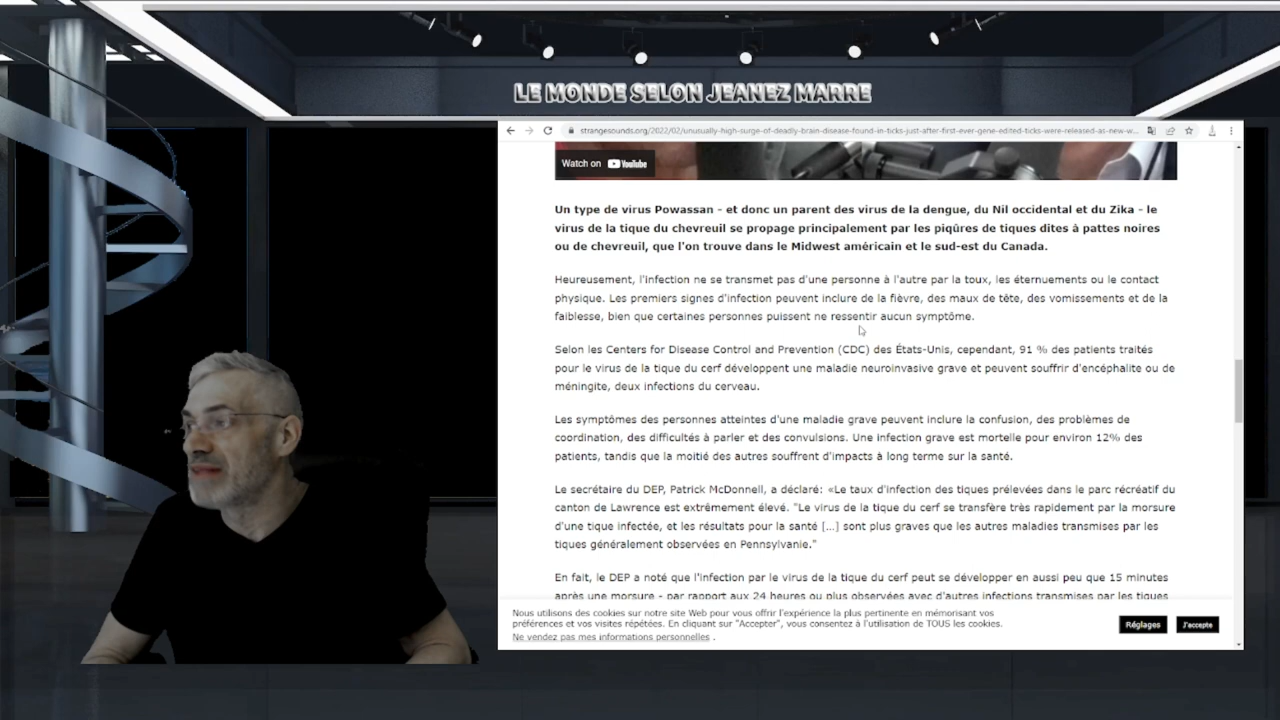 LE MONDE SELON JEANEZ MARRE
strangesounds.org/2022/02/unusually-high-surge-of-deadly-brain-disease-found-in-ticks-just-after-first-ever-gene-edited-ticks-were-released-as-new-w...
Watch on YouTube
Un type de virus Powassan - et donc un parent des virus de la dengue, du Nil occidental et du Zika - le
virus de la tique du chevreuil se propage principalement par les piqûres de tiques dites à pattes noires
ou de chevreuil, que l'on trouve dans le Midwest américain et le sud-est du Canada.
Heureusement, l'infection ne se transmet pas d'une personne à l'autre par la toux, les éternuements ou le contact
physique. Les premiers signes d'infection peuvent inclure de la fièvre, des maux de tête, des vomissements et de la
faiblesse, bien que certaines personnes puissent ne ressentir aucun symptôme.
Selon les Centers for Disease Control and Prevention (CDC) des États-Unis, cependant, 91 % des patients traités
pour le virus de la tique du cerf développent une maladie neuroinvasive grave et peuvent souffrir d'encéphalite ou de
méningite, deux infections du cerveau.
Les symptômes des personnes atteintes d'une maladie grave peuvent inclure la confusion, des problèmes de
coordination, des difficultés à parler et des convulsions. Une infection grave est mortelle pour environ 12% des
patients, tandis que la moitié des autres souffrent d'impacts à long terme sur la santé.
Le secrétaire du DEP, Patrick McDonnell, a déclaré: «Le taux d'infection des tiques prélevées dans le parc récréatif du
canton de Lawrence est extrêmement élevé. "Le virus de la tique du cerf se transfère très rapidement par la morsure
d'une tique infectée, et les résultats pour la santé [...] sont plus graves que les autres maladies transmises par les
tiques généralement observées en Pennsylvanie."
En fait, le DEP a noté que l'infection par le virus de la tique du cerf peut se développer en aussi peu que 15 minutes
après une morsure - par rapport aux 24 heures ou plus observées avec d'autres infections transmises par les tiques
Nous utilisons des cookies sur notre site Web pour vous offrir l'expérience la plus pertinente en mémorisant vos
préférences et vos visites répétées. En cliquant sur "Accepter", vous consentez à l'utilisation de TOUS les cookies.
Ne vendez pas mes informations personnelles .
Réglages
J'accepte